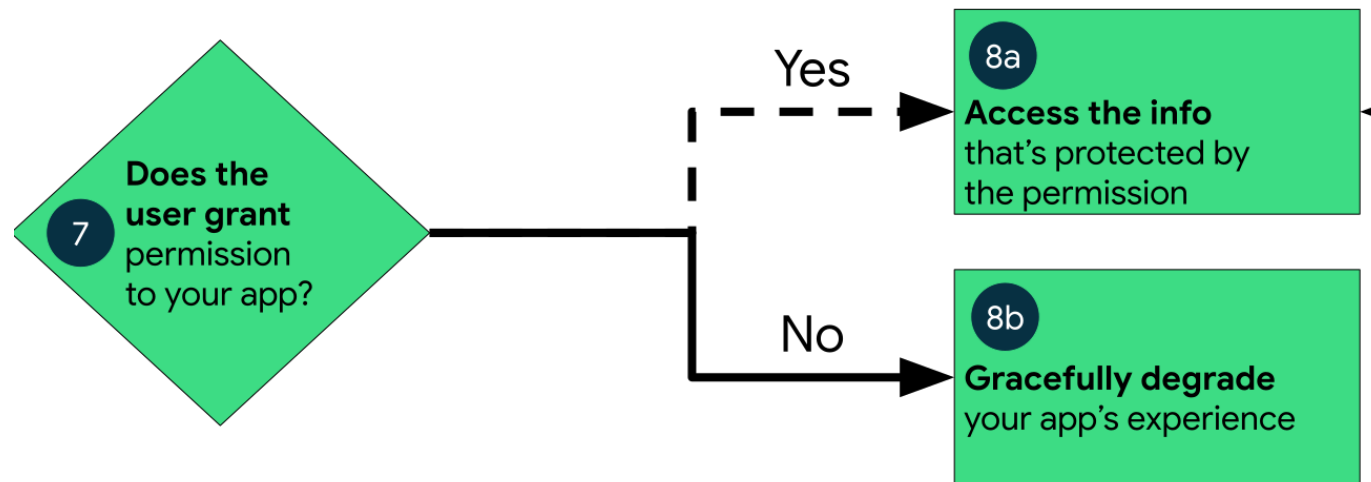 7
Does the
user grant
permission
to your app?
Yes
8a
Access the info
that's protected by
the permission
No
8b
Gracefully degrade
your app's experience